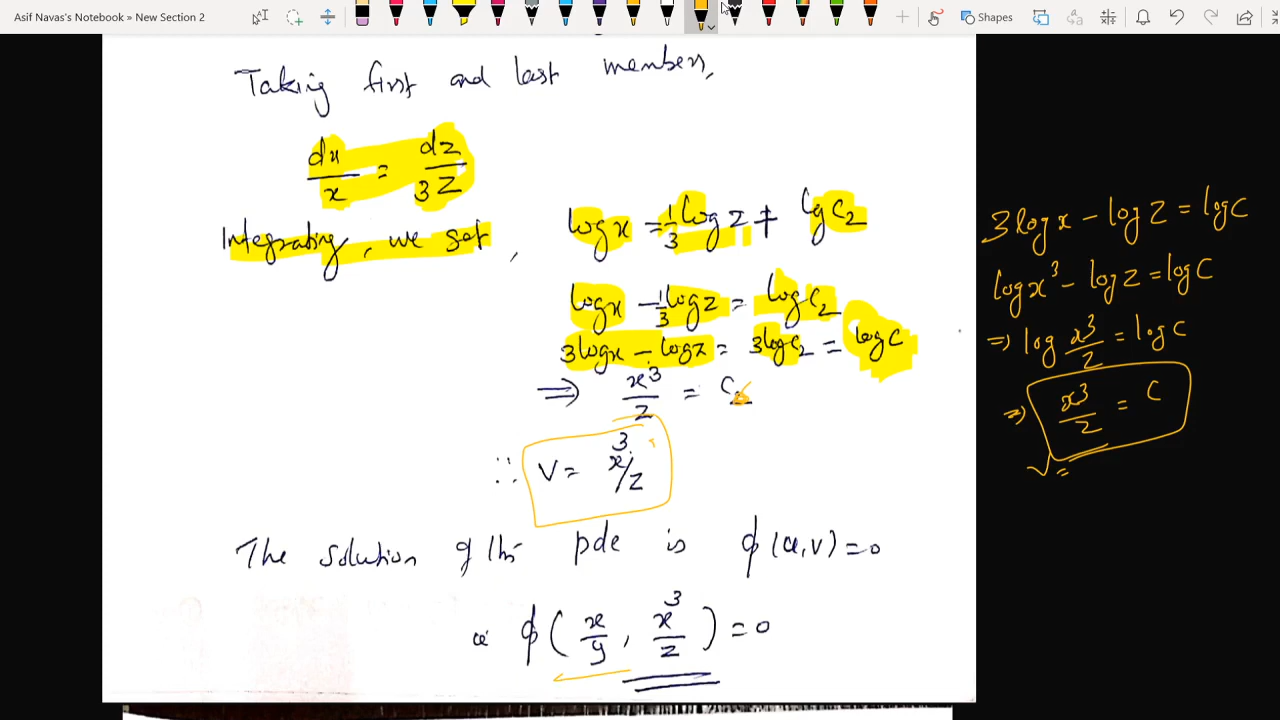 Asif Navas's Notebook » New Section 2
Shapes
Taking first and last members,
dx/x = dz/3z
Integrating, we get, log x = 1/3 log z + log c₂
log x - 1/3 log z = log c₂
3 log x - log z = 3 log c₂ = log C
⇒ x³/z = C
∴ V = x³/z
The solution of this pde is ϕ(u,v)=0
ie ϕ(x/y, x³/z) = 0
3 log x - log z = log C
log x³ - log z = log C
⇒ log x³/z = log C
⇒ x³/z = C
V =